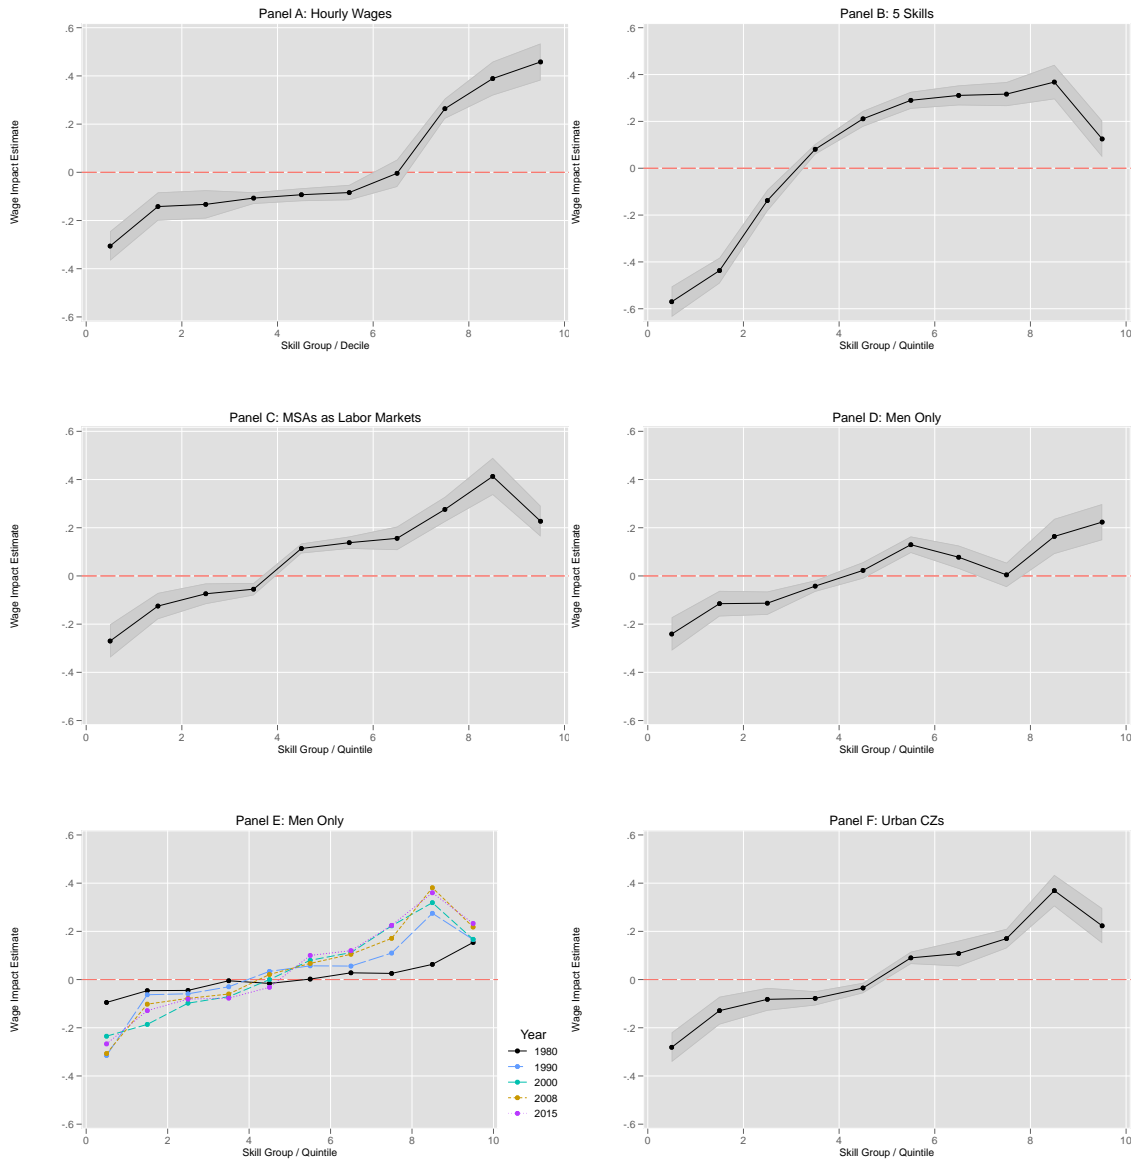 Panel A: Hourly Wages
.6
.4
.2
0
-.2
-.4
-.6
Wage Impact Estimate
0 2 4 6 8 10
Skill Group / Decile
Panel B: 5 Skills
.6
.4
.2
0
-.2
-.4
-.6
Wage Impact Estimate
0 2 4 6 8 10
Skill Group / Quintile
Panel C: MSAs as Labor Markets
.6
.4
.2
0
-.2
-.4
-.6
Wage Impact Estimate
0 2 4 6 8 10
Skill Group / Quintile
Panel D: Men Only
.6
.4
.2
0
-.2
-.4
-.6
Wage Impact Estimate
0 2 4 6 8 10
Skill Group / Quintile
Panel E: Men Only
.6
.4
.2
0
-.2
-.4
-.6
Wage Impact Estimate
0 2 4 6 8 10
Skill Group / Quintile
Year
1980
1990
2000
2008
2015
Panel F: Urban CZs
.6
.4
.2
0
-.2
-.4
-.6
Wage Impact Estimate
0 2 4 6 8 10
Skill Group / Quintile